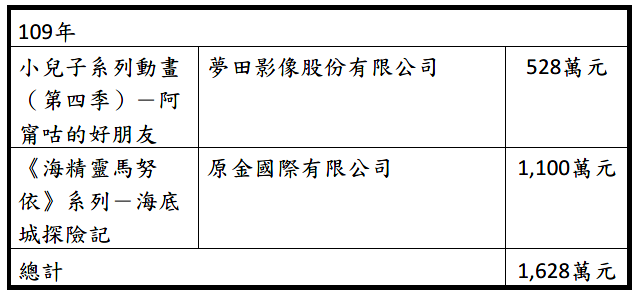 109年
小兒子系列動畫
（第四季）－阿
甯咕的好朋友
夢田影像股份有限公司
528萬元
《海精靈馬努
依》系列－海底
城探險記
原金國際有限公司
1,100萬元
總計
1,628萬元